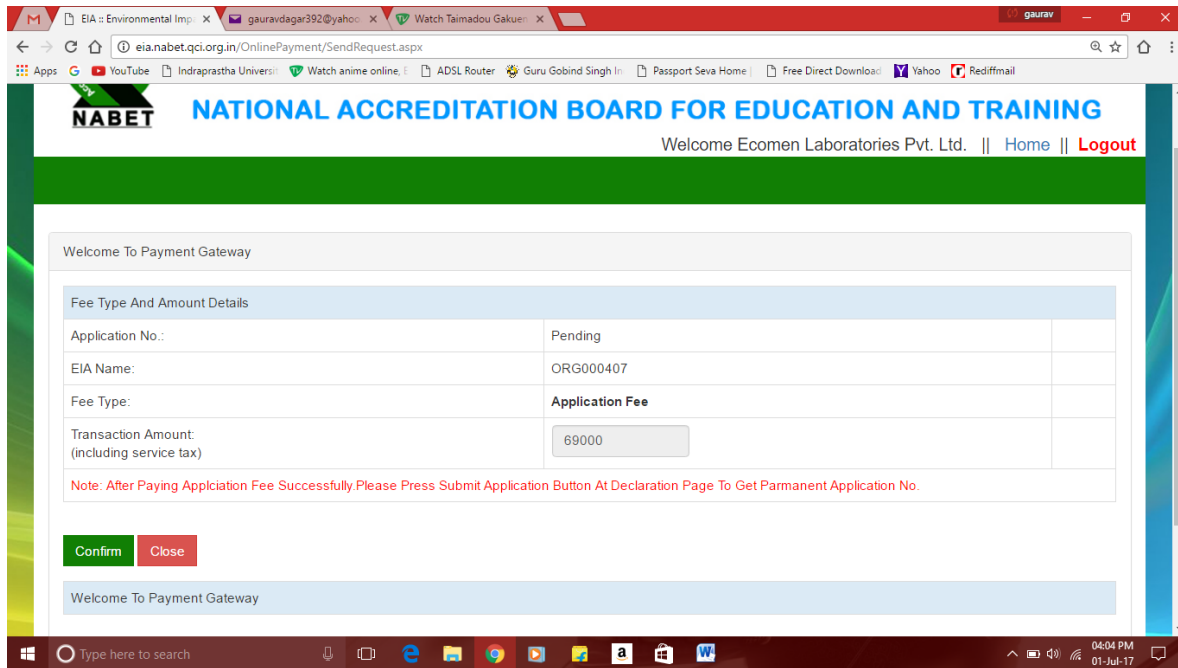 EIA :: Environmental Imp
gauravdagar392@yahoo
Watch Taimadou Gakuen
gaurav
eia.nabet.qci.org.in/OnlinePayment/SendRequest.aspx
Apps YouTube Indraprastha Universit Watch anime online, E ADSL Router Guru Gobind Singh In Passport Seva Home | Free Direct Download Yahoo Rediffmail
NABET
NATIONAL ACCREDITATION BOARD FOR EDUCATION AND TRAINING
Welcome Ecomen Laboratories Pvt. Ltd. || Home || Logout
Welcome To Payment Gateway
Fee Type And Amount Details
Application No.: Pending
EIA Name: ORG000407
Fee Type: Application Fee
Transaction Amount:
(including service tax)
69000
Note: After Paying Applciation Fee Successfully.Please Press Submit Application Button At Declaration Page To Get Parmanent Application No.
Confirm Close
Welcome To Payment Gateway
Type here to search
04:04 PM
01-Jul-17